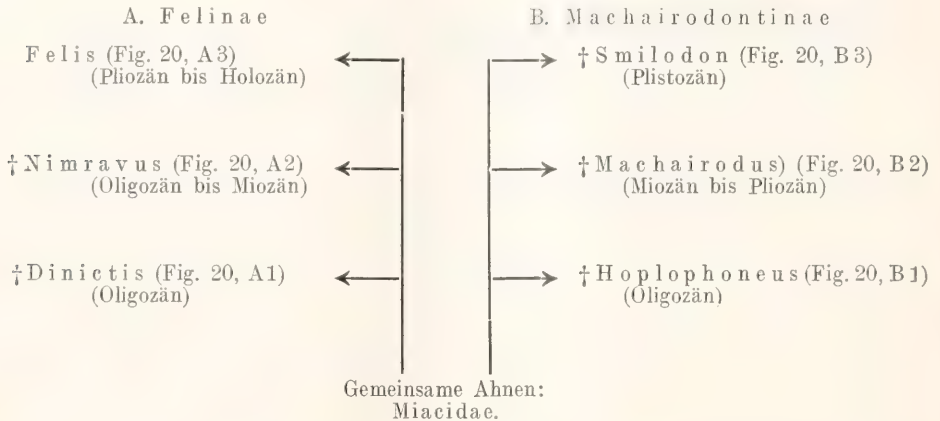 A. Felinae
Felis (Fig. 20, A3)
(Pliozän bis Holozän)
†Nimravus (Fig. 20, A2)
(Oligozän bis Miozän)
†Dinictis (Fig. 20, A1)
(Oligozän)
B. Machairodontinae
†Smilodon (Fig. 20, B3)
(Plistozän)
†Machairodus) (Fig. 20, B2)
(Miozän bis Pliozän)
†Hoplophoneus (Fig. 20, B1)
(Oligozän)
Gemeinsame Ahnen:
Miacidae.